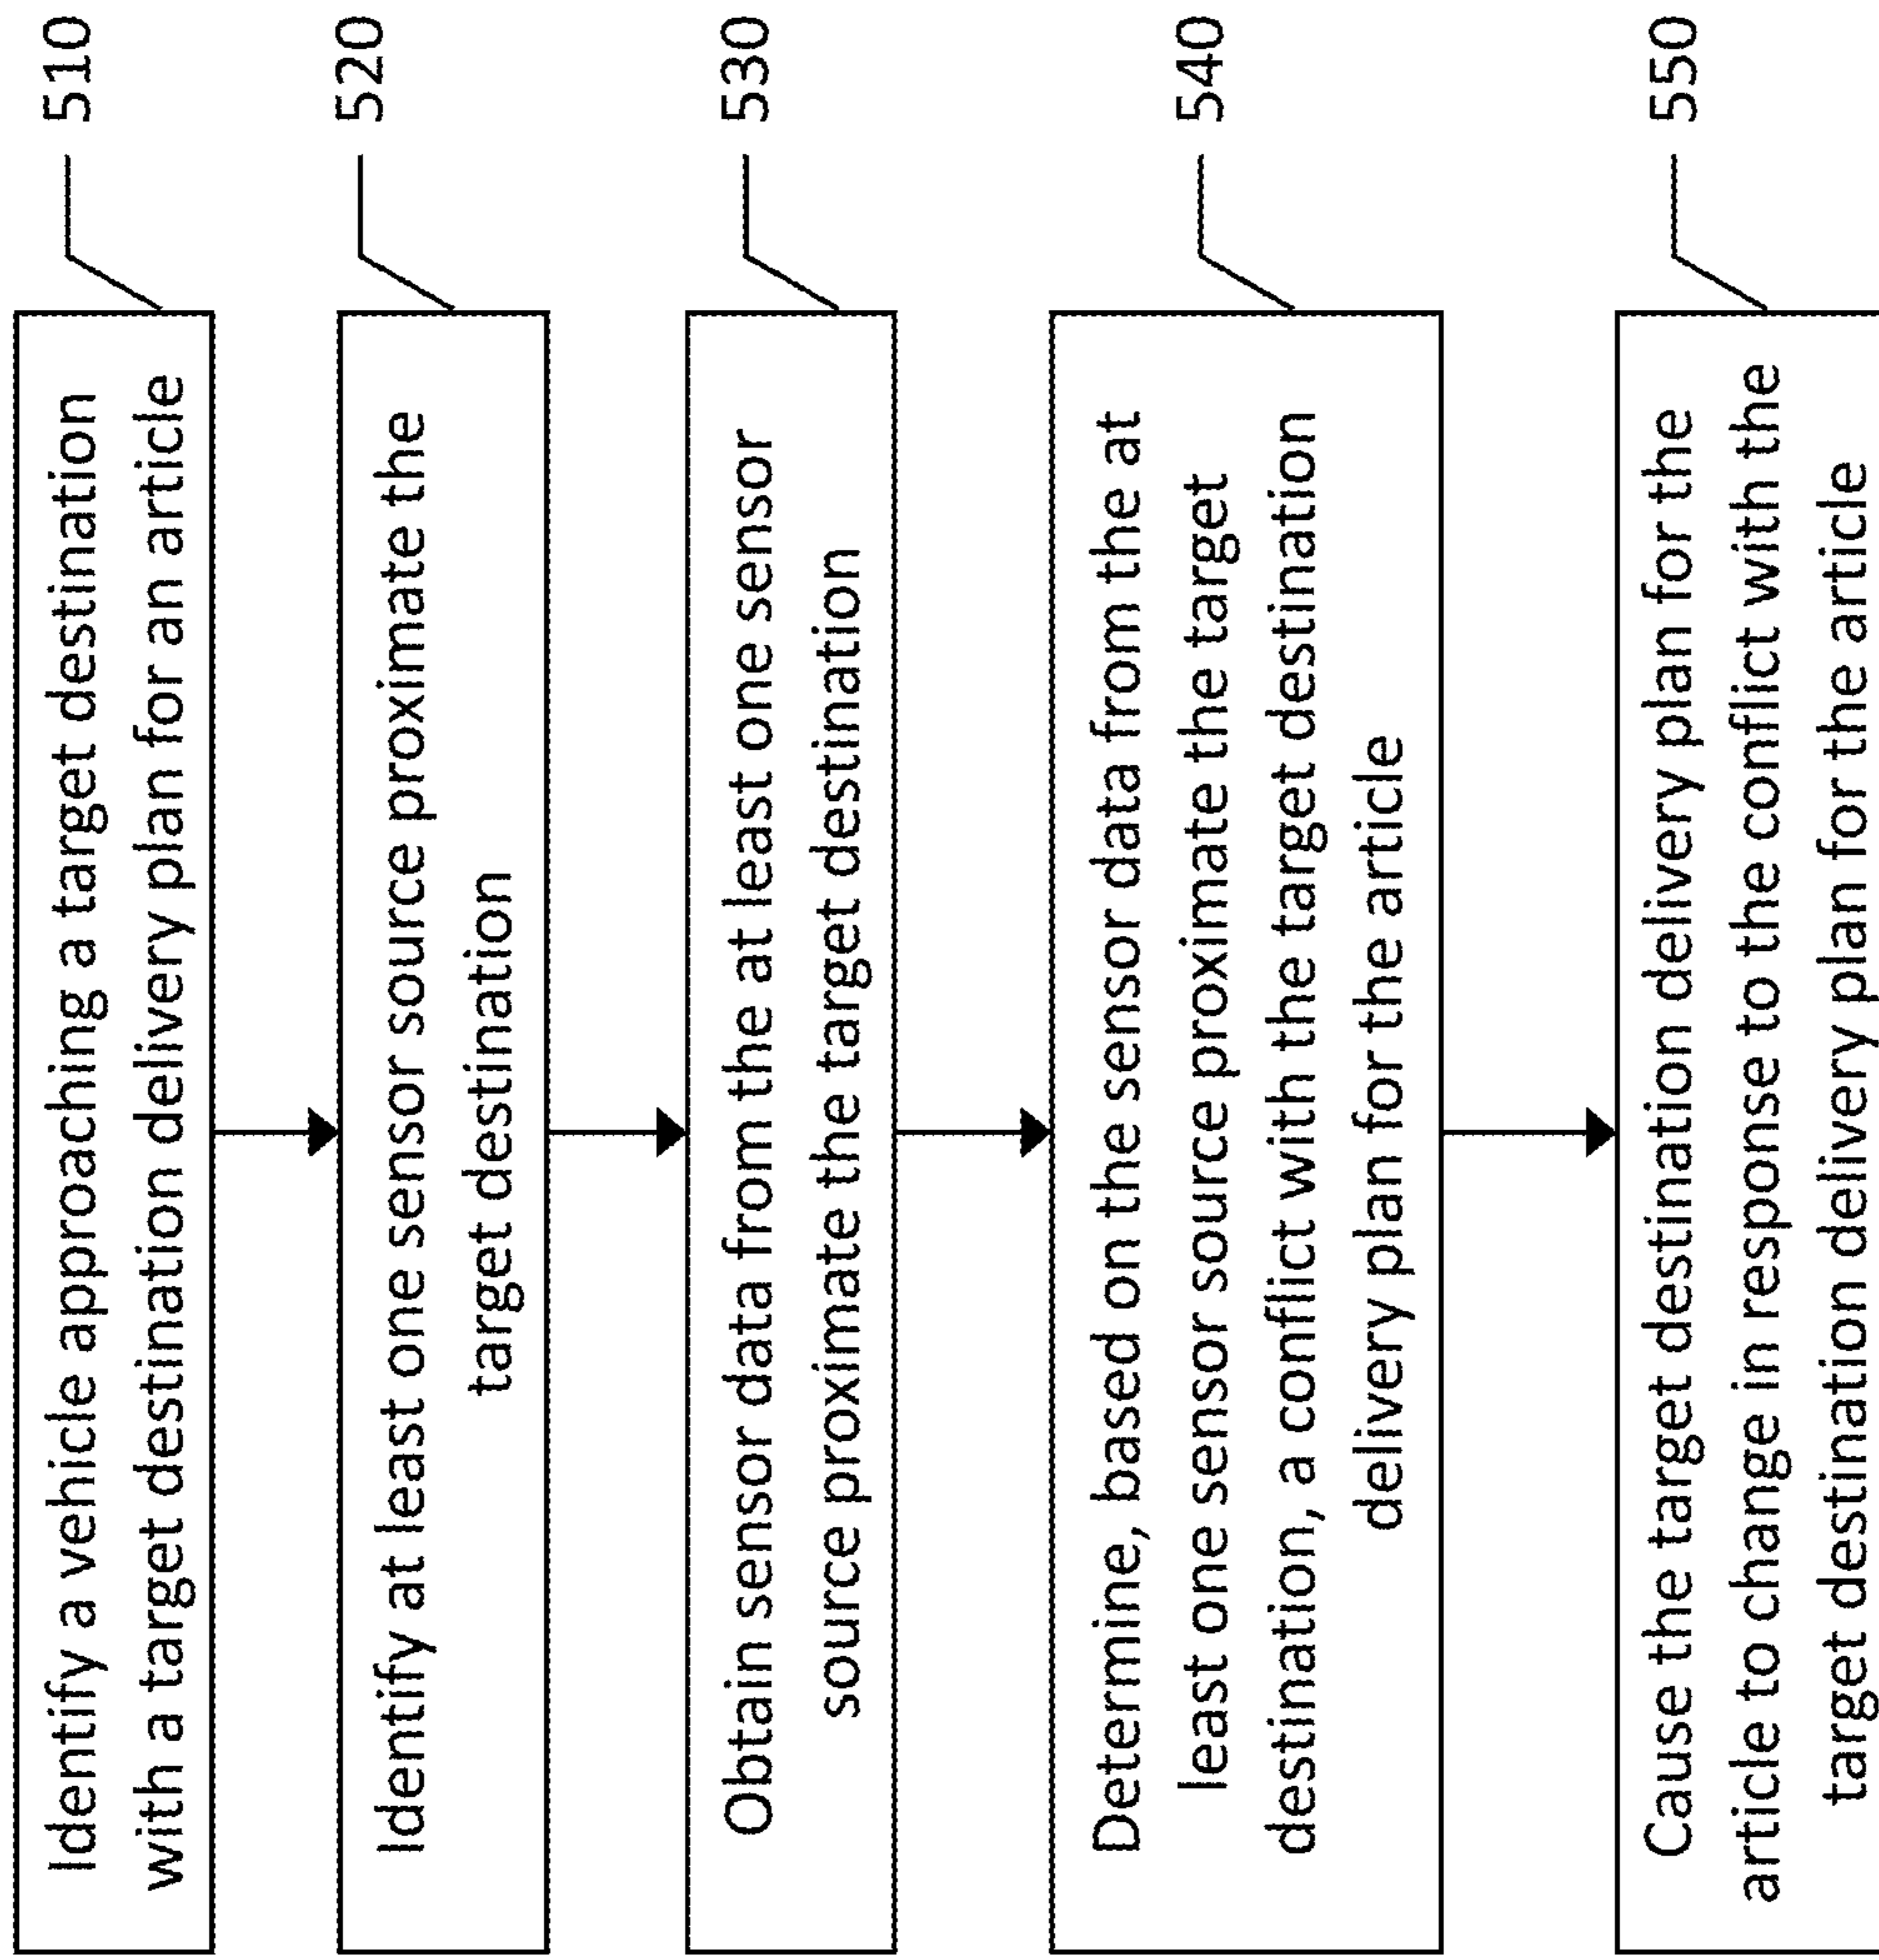 Identify a vehicle approaching a target destination
with a target destination delivery plan for an article
510
Identify at least one sensor source proximate the
target destination
520
Obtain sensor data from the at least one sensor
source proximate the target destination
530
Determine, based on the sensor data from the at
least one sensor source proximate the target
destination, a conflict with the target destination
delivery plan for the article
540
Cause the target destination delivery plan for the
article to change in response to the conflict with the
target destination delivery plan for the article
550